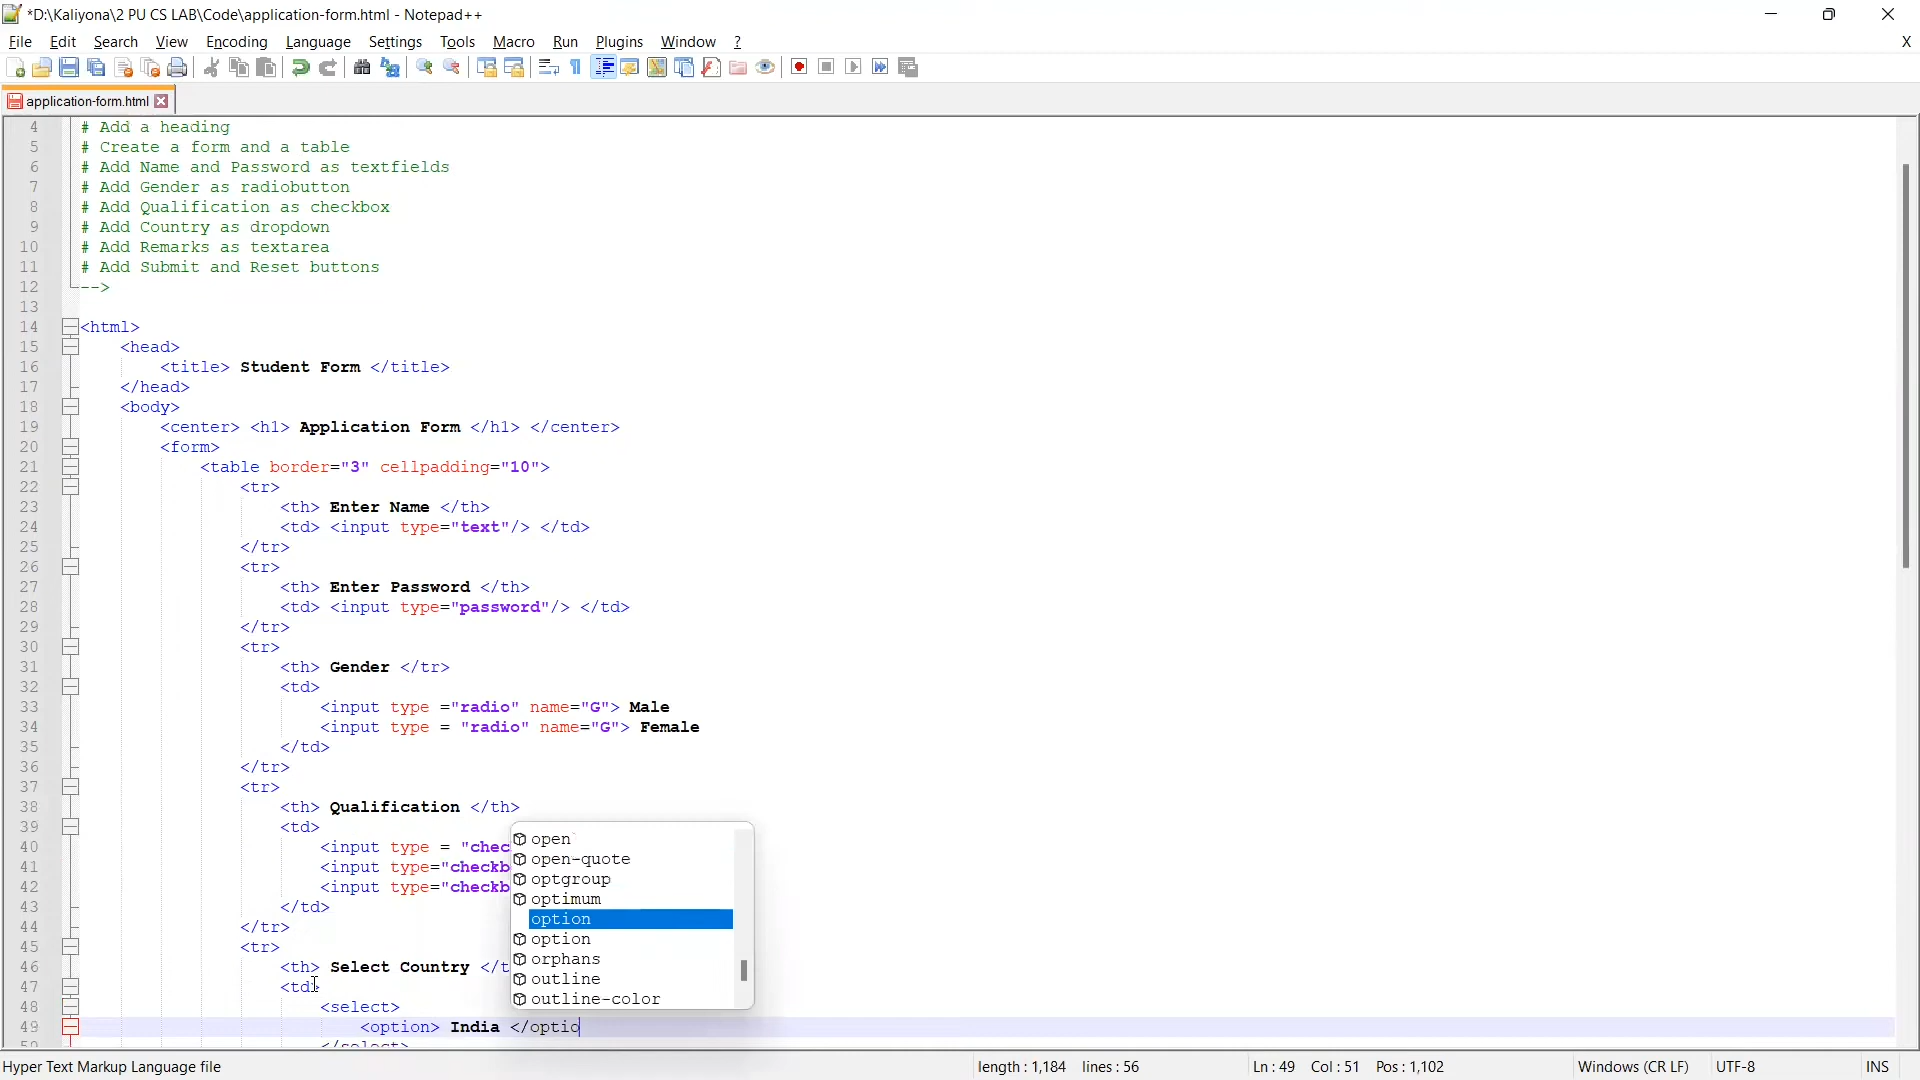 *D:\Kaliyona\2 PU CS LAB\Code\application-form.html - Notepad++
File Edit Search View Encoding Language Settings Tools Macro Run Plugins Window ? X
application-form.html
4 # Add a heading
5 # Create a form and a table
6 # Add Name and Password as textfields
7 # Add Gender as radiobutton
8 # Add Qualification as checkbox
9 # Add Country as dropdown
10 # Add Remarks as textarea
11 # Add Submit and Reset buttons
12 -->
13
14 <html>
15 <head>
16 <title> Student Form </title>
17 </head>
18 <body>
19 <center> <h1> Application Form </h1> </center>
20 <form>
21 <table border="3" cellpadding="10">
22 <tr>
23 <th> Enter Name </th>
24 <td> <input type="text"/> </td>
25 </tr>
26 <tr>
27 <th> Enter Password </th>
28 <td> <input type="password"/> </td>
29 </tr>
30 <tr>
31 <th> Gender </tr>
32 <td>
33 <input type ="radio" name="G"> Male
34 <input type = "radio" name="G"> Female
35 </td>
36 </tr>
37 <tr>
38 <th> Qualification </th>
39 <td>
40 <input type = "chec
41 <input type="checkb
42 <input type="checkb
43 </td>
44 </tr>
45 <tr>
46 <th> Select Country </t
47 <td>
48 <select>
49 <option> India </optio
50 </select>
open
open-quote
optgroup
optimum
option
option
orphans
outline
outline-color
Hyper Text Markup Language file length : 1,184 lines : 56 Ln : 49 Col : 51 Pos : 1,102 Windows (CR LF) UTF-8 INS